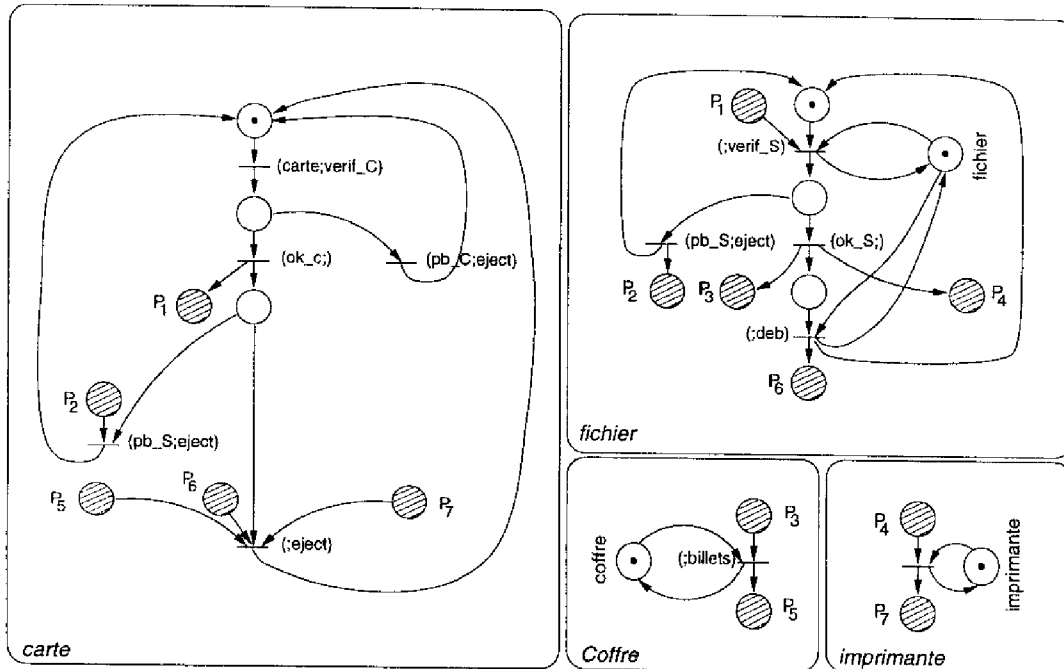 (carte;verif_C}
(ok_c;)
(pb_C;eject)
P1
P2
(pb_S;eject)
P5
P6
P7
(;eject)
carte
P1
(;verif_S)
fichier
(pb_S;eject)
(ok_S;)
P2
P3
P4
(;deb)
P6
fichier
P3
coffre
(;billets)
P5
Coffre
P4
imprimante
P7
imprimante